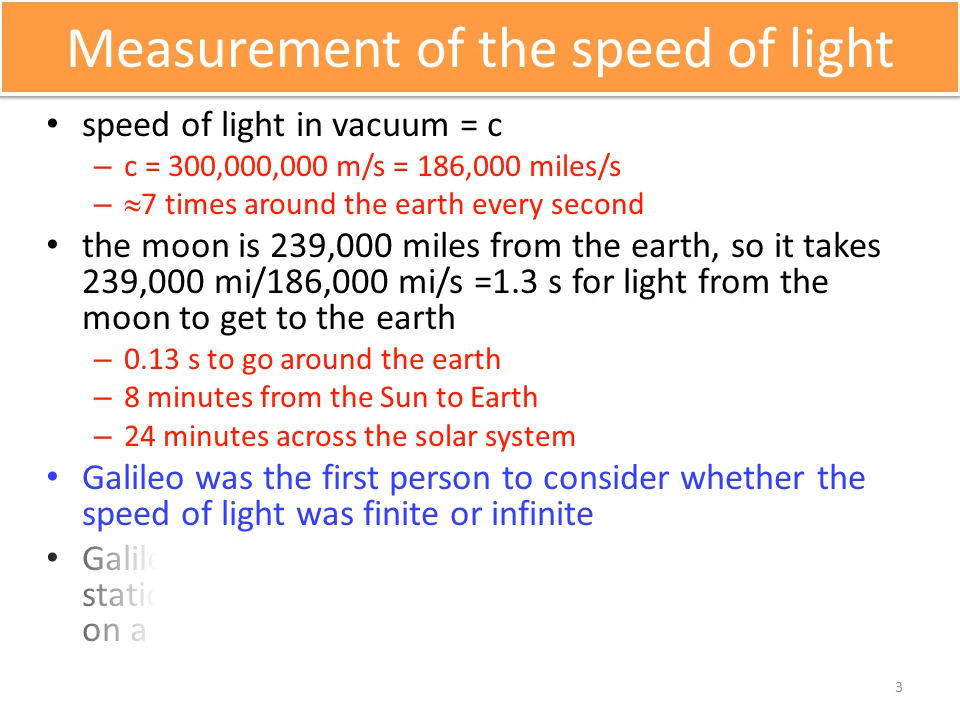 Measurement of the speed of light
• speed of light in vacuum = c
– c = 300,000,000 m/s = 186,000 miles/s
– ≈7 times around the earth every second
• the moon is 239,000 miles from the earth, so it takes
239,000 mi/186,000 mi/s =1.3 s for light from the
moon to get to the earth
– 0.13 s to go around the earth
– 8 minutes from the Sun to Earth
– 24 minutes across the solar system
• Galileo was the first person to consider whether the
speed of light was finite or infinite
•
on a
3